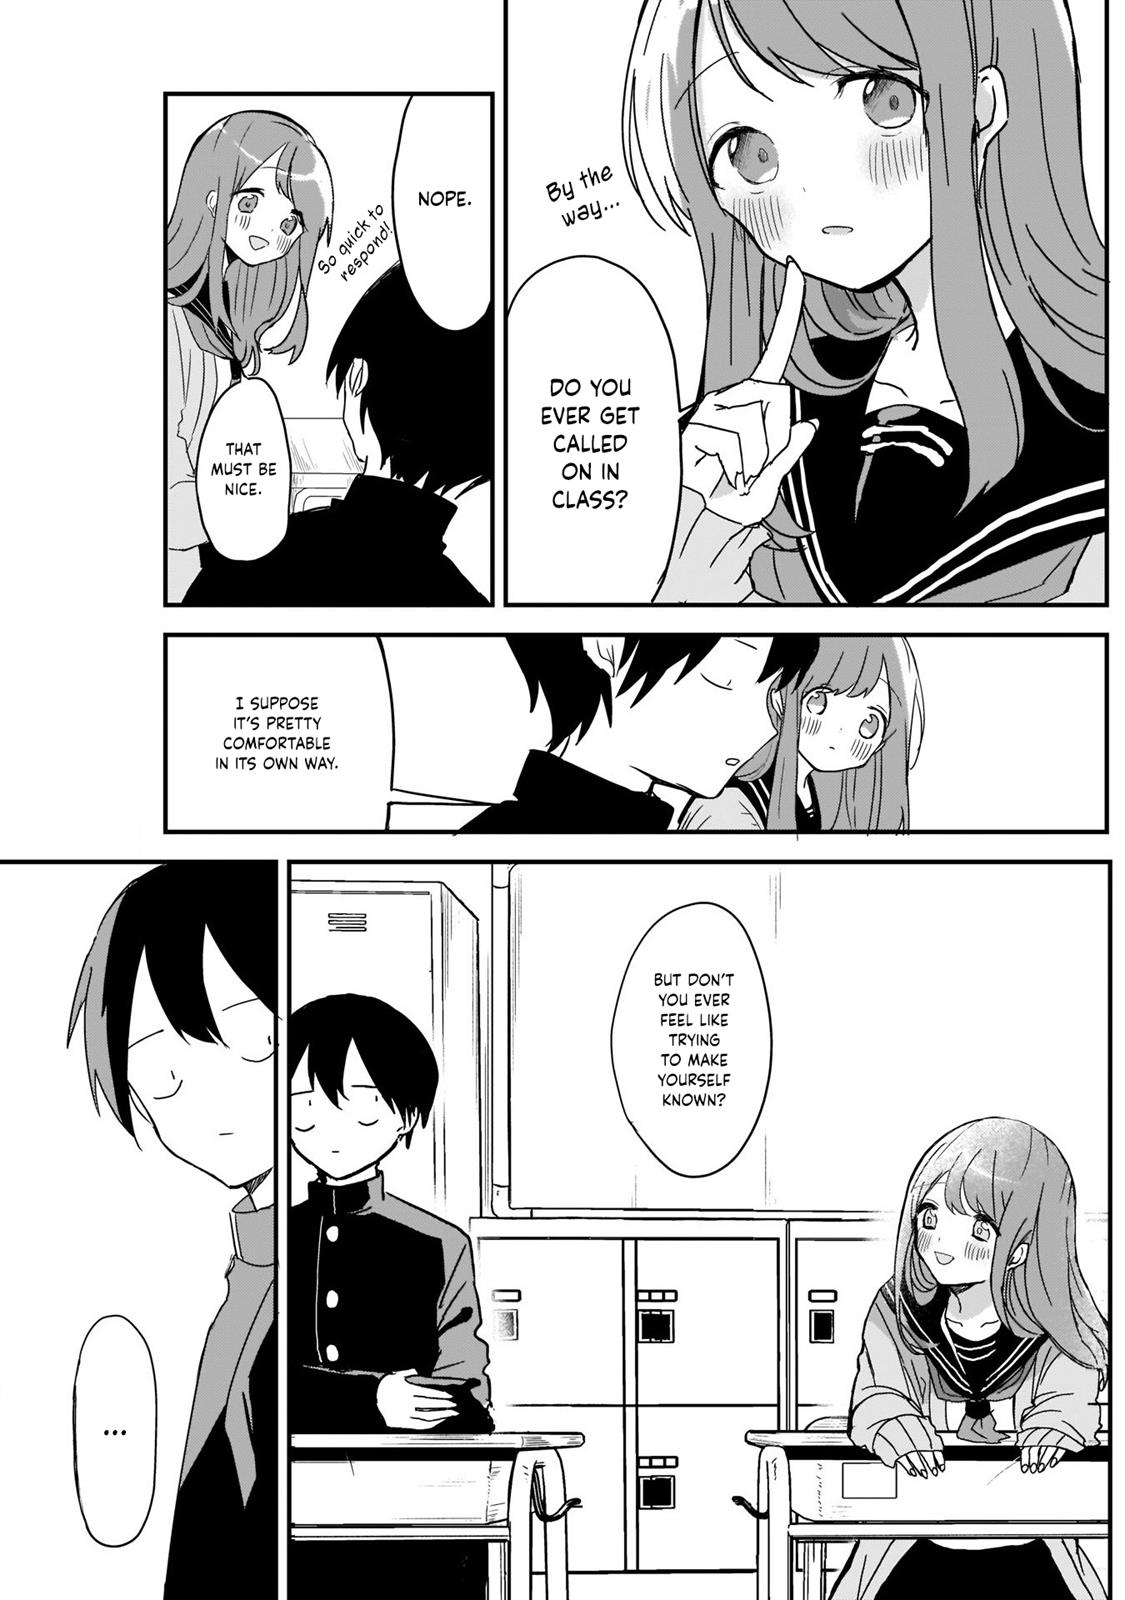 By the
way...
DO YOU
EVER GET
CALLED
ON IN
CLASS?
NOPE.
So quick to
respond!
THAT
MUST BE
NICE.
I SUPPOSE
IT'S PRETTY
COMFORTABLE
IN ITS OWN WAY.
BUT DON'T
YOU EVER
FEEL LIKE
TRYING
TO MAKE
YOURSELF
KNOWN?
...